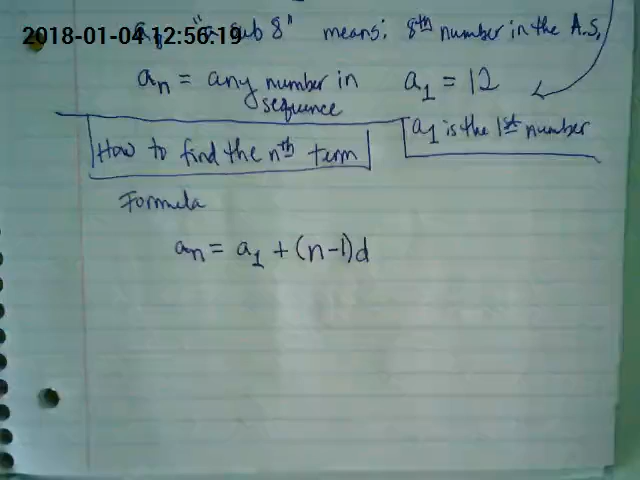 2018-01-04 12:56:19
a8 "a sub 8" means: 8th number in the A.S.
an = any number in sequence
a1 = 12
a1 is the 1st number
How to find the nth term
Formula
an = a1 + (n-1)d